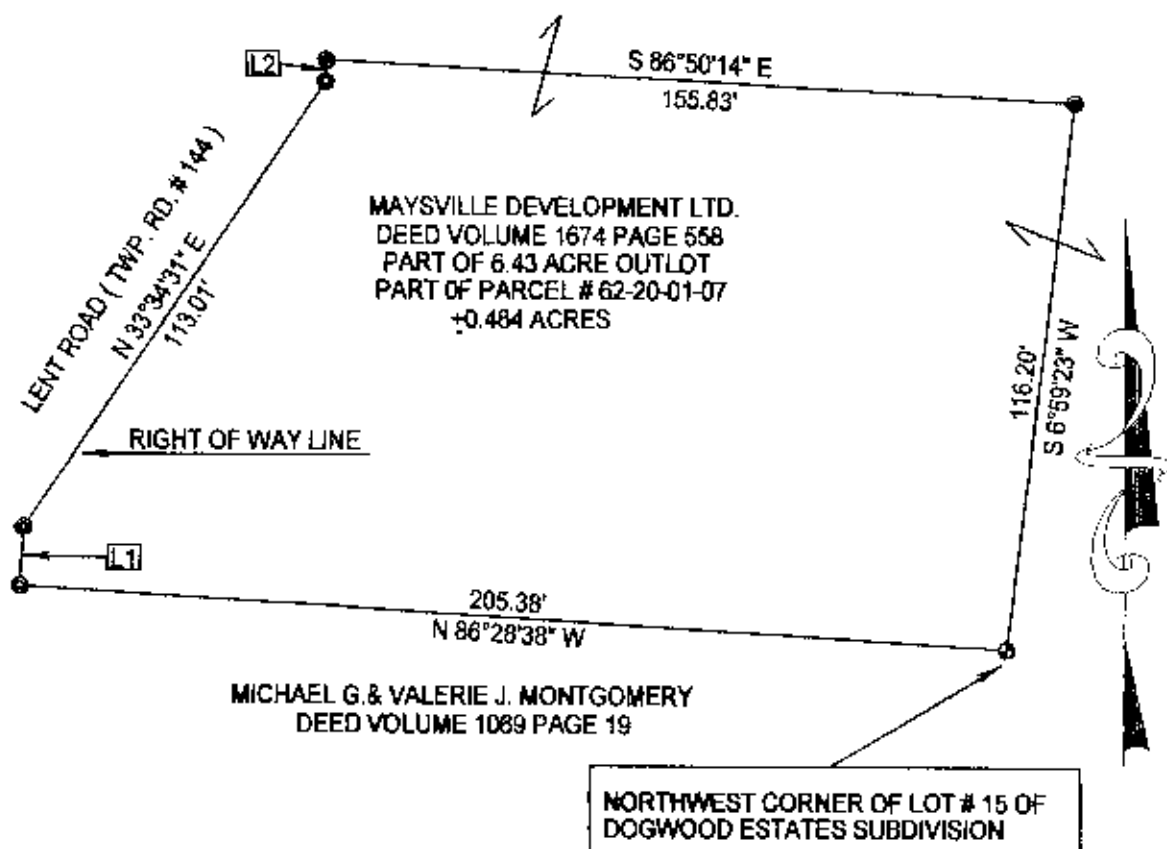 L2
S 86°50'14" E
155.83'
LENT ROAD ( TWP. RD. # 144 )
N 33°34'31" E
113.01'
MAYSVILLE DEVELOPMENT LTD.
DEED VOLUME 1674 PAGE 558
PART OF 6.43 ACRE OUTLOT
PART OF PARCEL # 62-20-01-07
±0.484 ACRES
116.20'
S 6°59'23" W
RIGHT OF WAY LINE
L1
205.38'
N 86°28'38" W
MICHAEL G.& VALERIE J. MONTGOMERY
DEED VOLUME 1089 PAGE 19
NORTHWEST CORNER OF LOT # 15 OF
DOGWOOD ESTATES SUBDIVISION